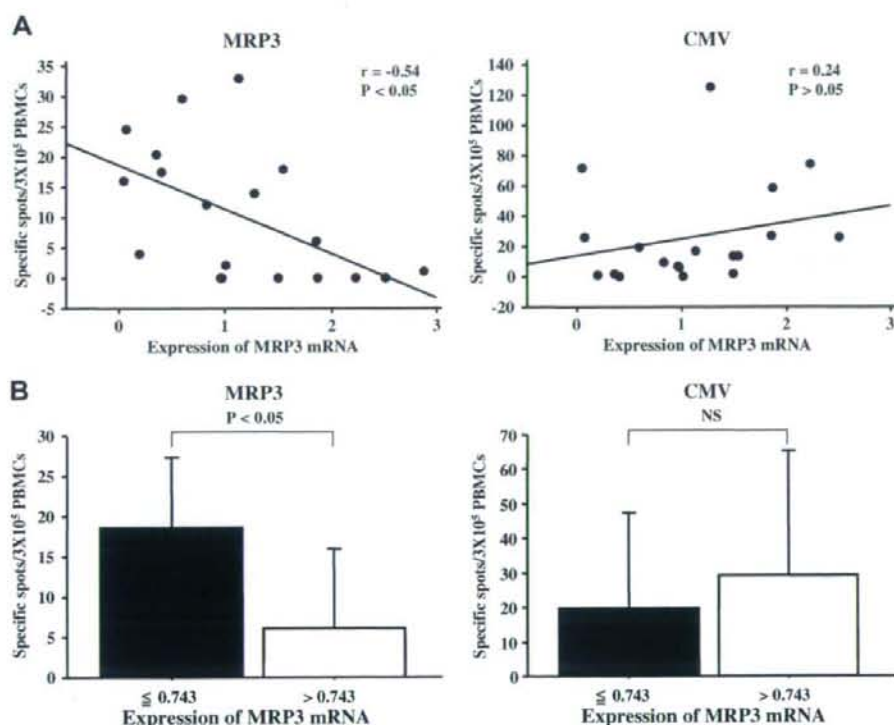 A
MRP3
r = -0.54
P < 0.05
Specific spots/3X10⁵ PBMCs
35
30
25
20
15
10
5
0
-5
0
1
2
3
Expression of MRP3 mRNA
CMV
r = 0.24
P > 0.05
Specific spots/3X10⁵ PBMCs
140
120
100
80
60
40
20
0
-20
0
1
2
3
Expression of MRP3 mRNA
B
MRP3
P < 0.05
Specific spots/3X10⁵ PBMCs
30
25
20
15
10
5
0
≦ 0.743
> 0.743
Expression of MRP3 mRNA
CMV
NS
Specific spots/3X10⁵ PBMCs
70
60
50
40
30
20
10
0
≦ 0.743
> 0.743
Expression of MRP3 mRNA